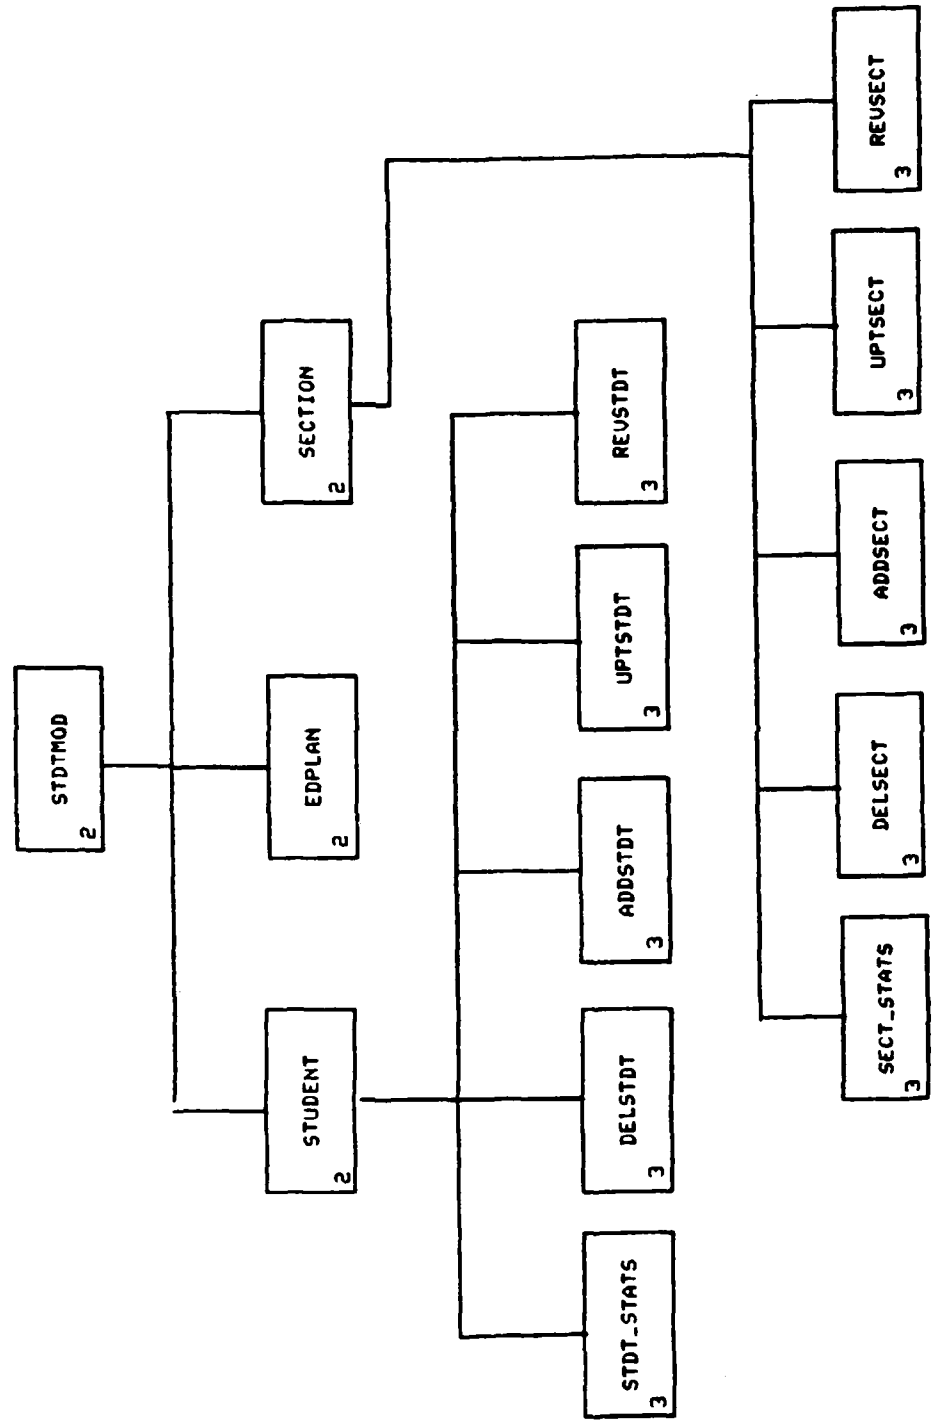 STDTMOD
2
STUDENT
2
EDPLAN
2
SECTION
2
STDT_STATS
3
DELSTDT
3
ADDSTDT
3
UPTSTDT
3
REVSTDT
3
SECT_STATS
3
DELSECT
3
ADDSECT
3
UPTSECT
3
REVSECT
3